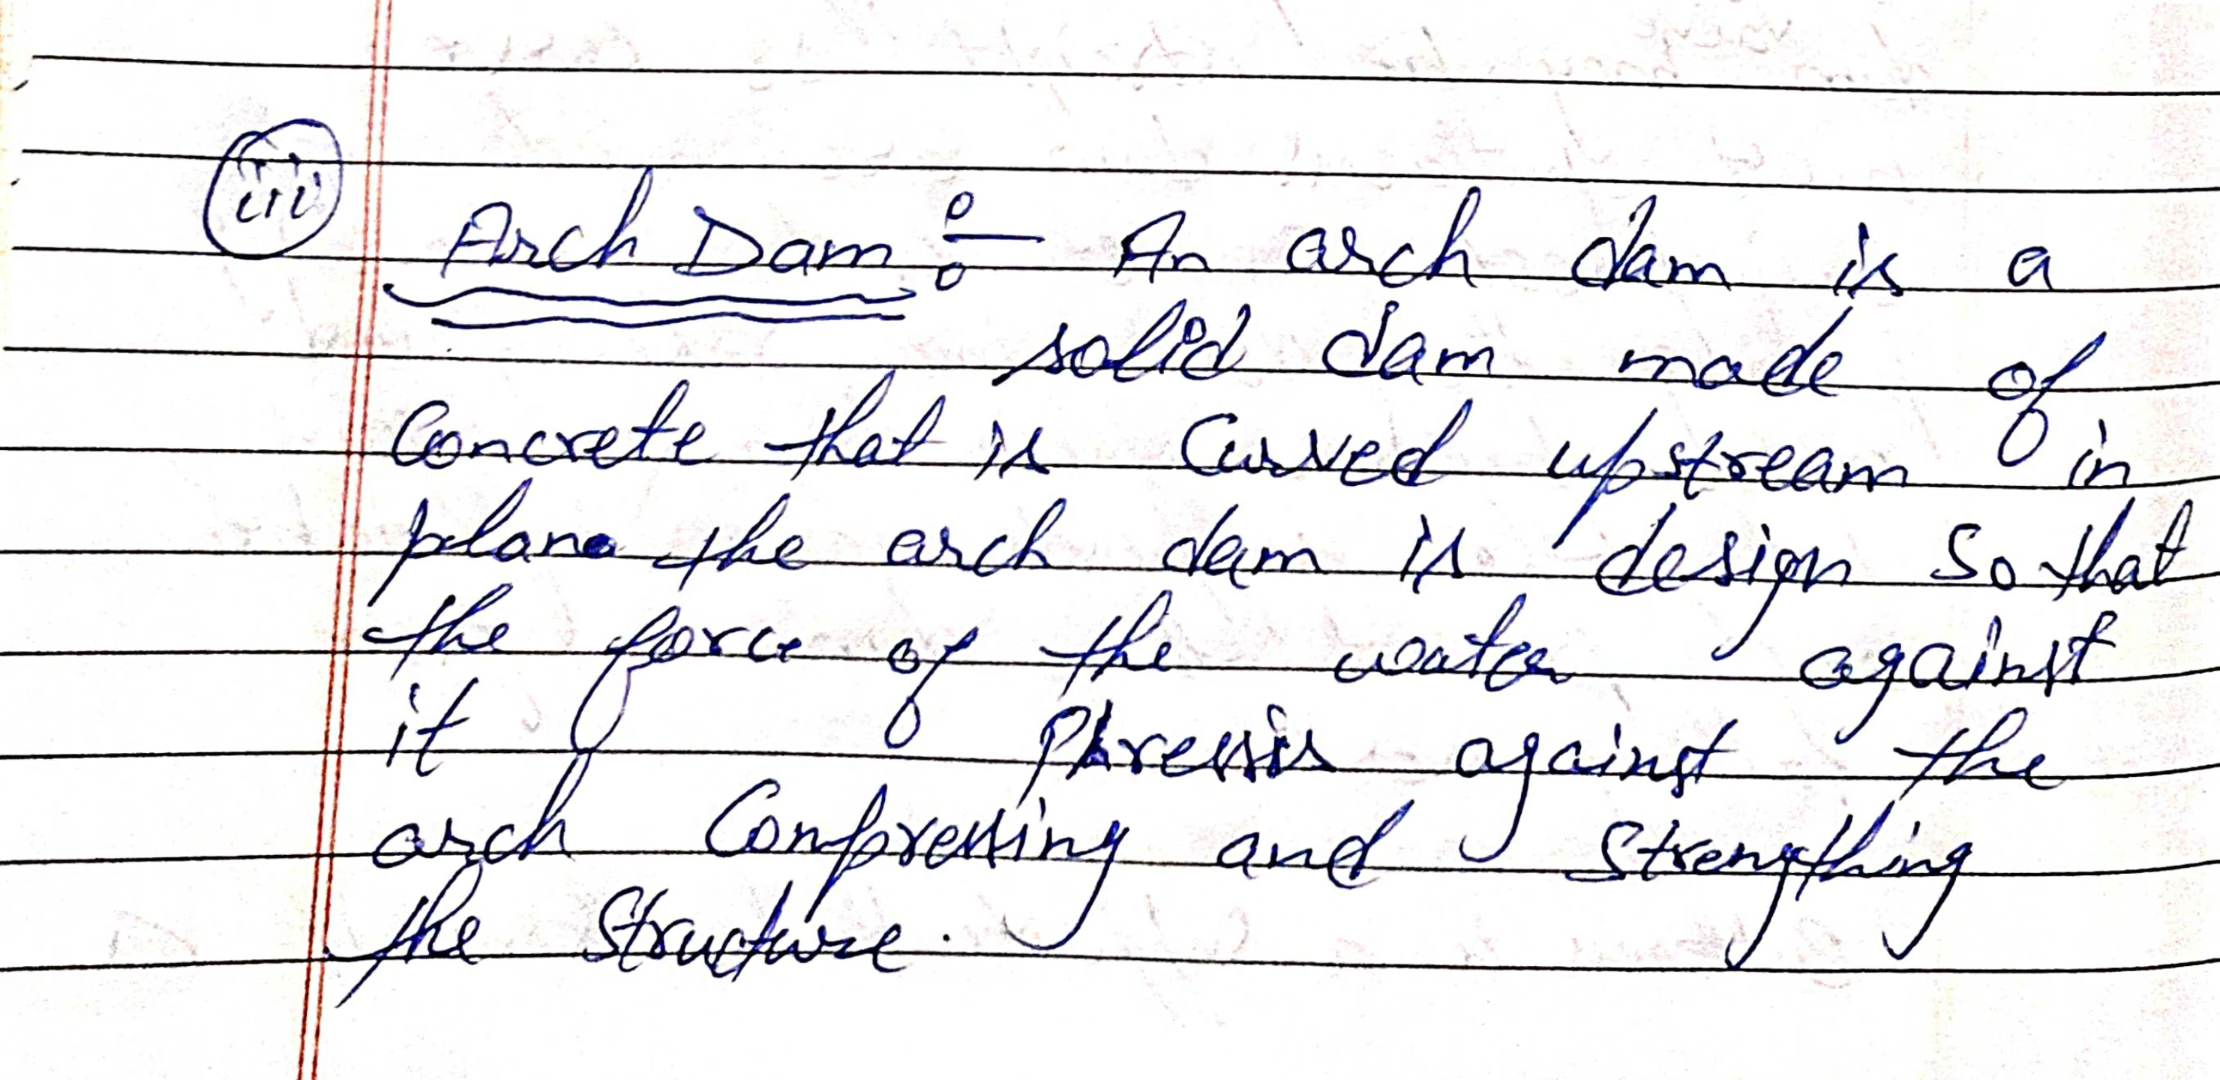 iii
Arch Dam :- An arch dam is a
solid dam made of
Concrete that is Curved upstream in
plane the arch dam is design so that
the force of the water against
it Phressis against the
arch Compressing and Strengthing
the Structure.